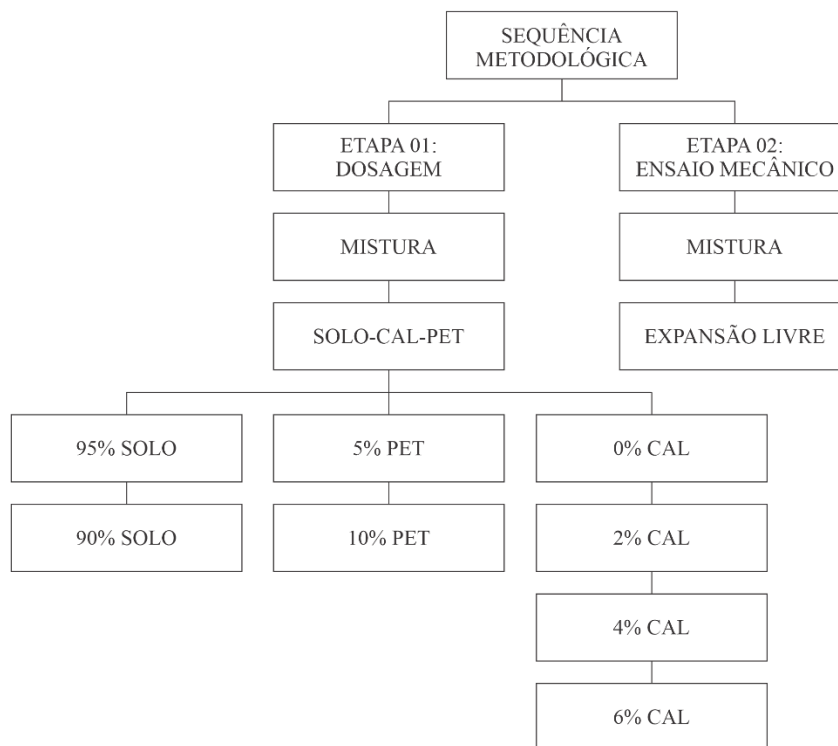 SEQUÊNCIA
METODOLÓGICA
ETAPA 01:
DOSAGEM
ETAPA 02:
ENSAIO MECÂNICO
MISTURA
MISTURA
SOLO-CAL-PET
EXPANSÃO LIVRE
95% SOLO
5% PET
0% CAL
90% SOLO
10% PET
2% CAL
4% CAL
6% CAL